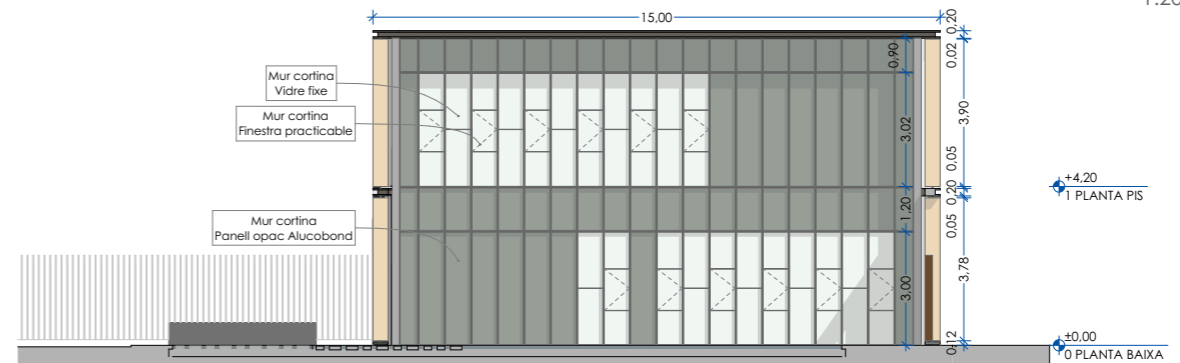 1:20
15,00
0,20
0,02
0,90
3,90
3,02
0,05
0,20
1,20
0,05
3,78
3,00
0,12
Mur cortina
Vidre fixe
Mur cortina
Finestra practicable
Mur cortina
Panell opac Alucobond
+4,20
1 PLANTA PIS
±0,00
0 PLANTA BAIXA